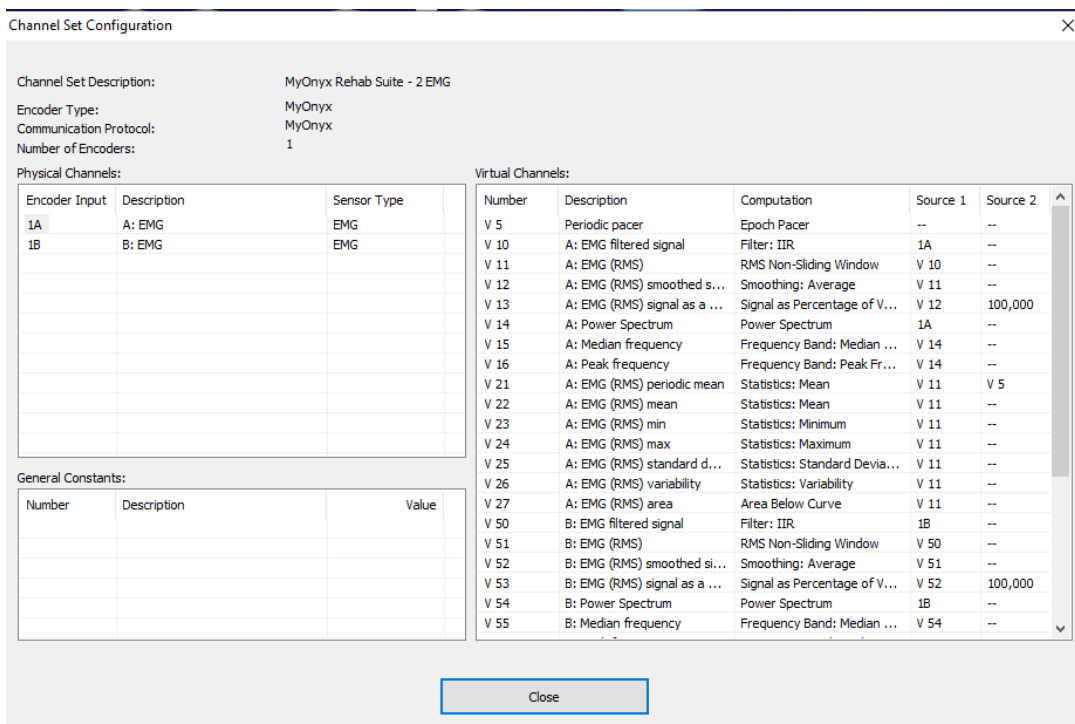 Channel Set Configuration
Channel Set Description: MyOnyx Rehab Suite - 2 EMG
Encoder Type: MyOnyx
Communication Protocol: MyOnyx
Number of Encoders: 1
Physical Channels:
Encoder Input Description Sensor Type
1A A: EMG EMG
1B B: EMG EMG
General Constants:
Number Description Value
Virtual Channels:
Number Description Computation Source 1 Source 2
V 5 Periodic pacer Epoch Pacer -- --
V 10 A: EMG filtered signal Filter: IIR 1A --
V 11 A: EMG (RMS) RMS Non-Sliding Window V 10 --
V 12 A: EMG (RMS) smoothed s... Smoothing: Average V 11 --
V 13 A: EMG (RMS) signal as a ... Signal as Percentage of V... V 12 100,000
V 14 A: Power Spectrum Power Spectrum 1A --
V 15 A: Median frequency Frequency Band: Median ... V 14 --
V 16 A: Peak frequency Frequency Band: Peak Fr... V 14 --
V 21 A: EMG (RMS) periodic mean Statistics: Mean V 11 V 5
V 22 A: EMG (RMS) mean Statistics: Mean V 11 --
V 23 A: EMG (RMS) min Statistics: Minimum V 11 --
V 24 A: EMG (RMS) max Statistics: Maximum V 11 --
V 25 A: EMG (RMS) standard d... Statistics: Standard Devia... V 11 --
V 26 A: EMG (RMS) variability Statistics: Variability V 11 --
V 27 A: EMG (RMS) area Area Below Curve V 11 --
V 50 B: EMG filtered signal Filter: IIR 1B --
V 51 B: EMG (RMS) RMS Non-Sliding Window V 50 --
V 52 B: EMG (RMS) smoothed si... Smoothing: Average V 51 --
V 53 B: EMG (RMS) signal as a ... Signal as Percentage of V... V 52 100,000
V 54 B: Power Spectrum Power Spectrum 1B --
V 55 B: Median frequency Frequency Band: Median ... V 54 --
Close